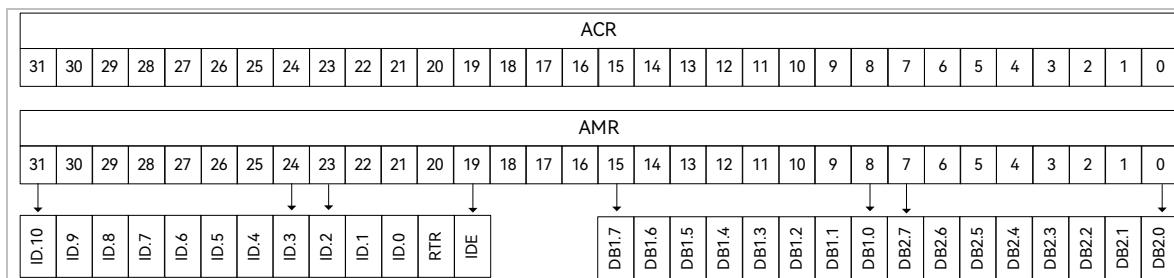 ACR
31 30 29 28 27 26 25 24 23 22 21 20 19 18 17 16 15 14 13 12 11 10 9 8 7 6 5 4 3 2 1 0
AMR
31 30 29 28 27 26 25 24 23 22 21 20 19 18 17 16 15 14 13 12 11 10 9 8 7 6 5 4 3 2 1 0
ID.10 ID.9 ID.8 ID.7 ID.6 ID.5 ID.4 ID.3 ID.2 ID.1 ID.0 RTR IDE DB1.7 DB1.6 DB1.5 DB1.4 DB1.3 DB1.2 DB1.1 DB1.0 DB2.7 DB2.6 DB2.5 DB2.4 DB2.3 DB2.2 DB2.1 DB2.0